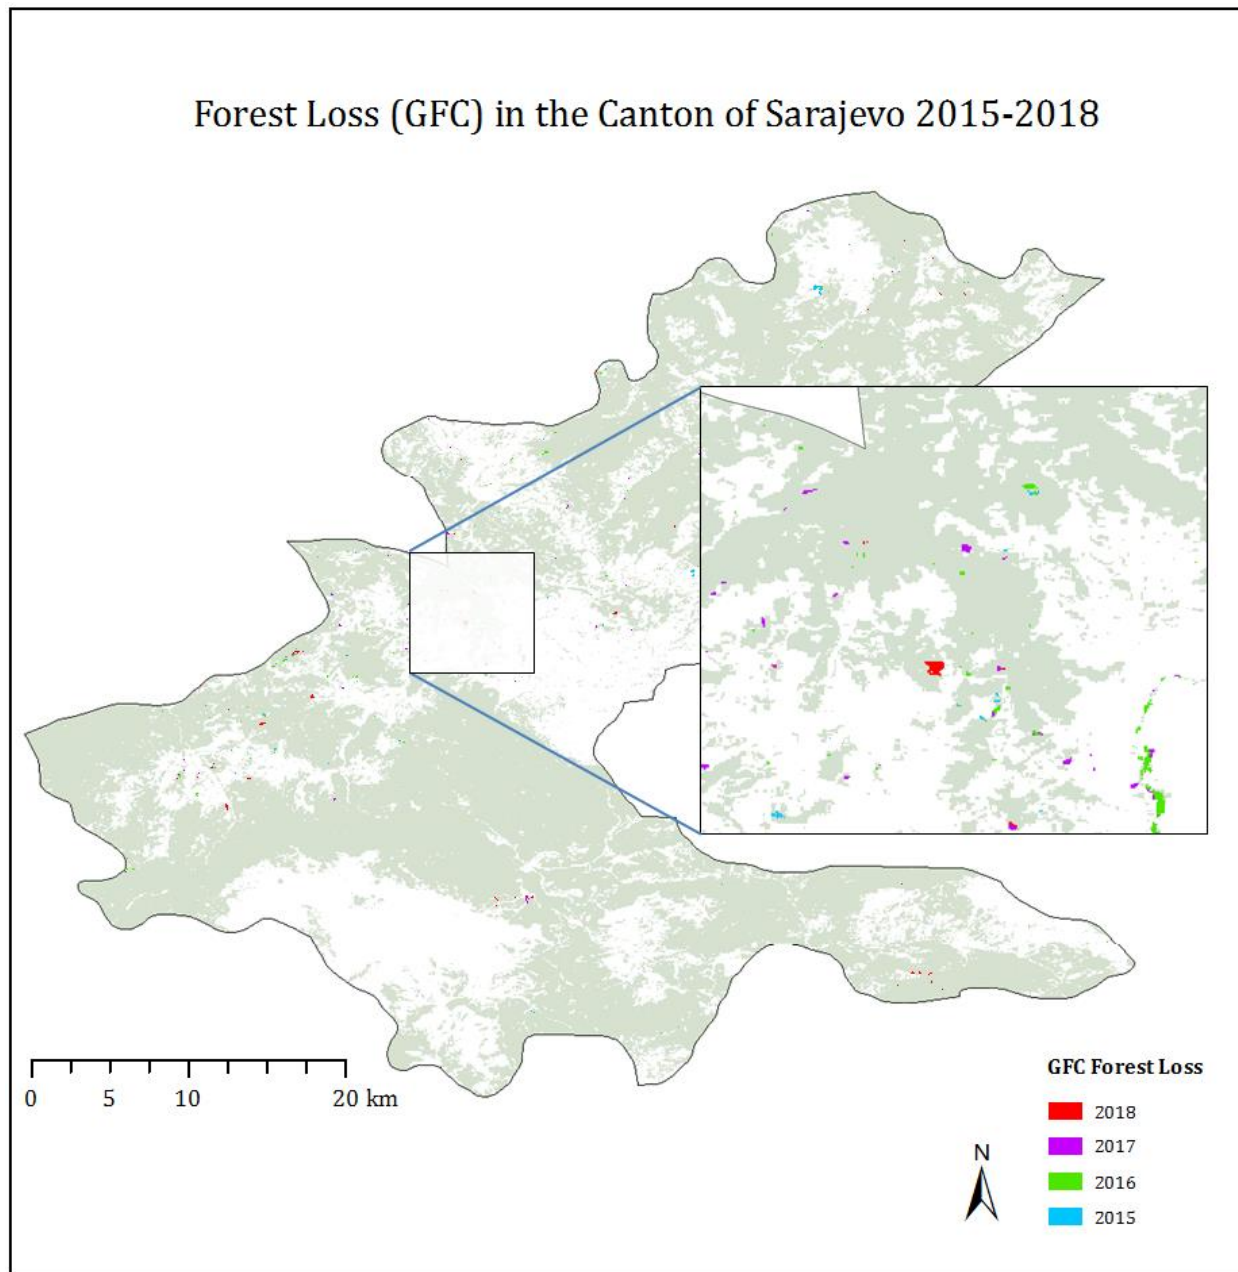 Forest Loss (GFC) in the Canton of Sarajevo 2015-2018
0 5 10 20 km
GFC Forest Loss
2018
2017
2016
2015
N